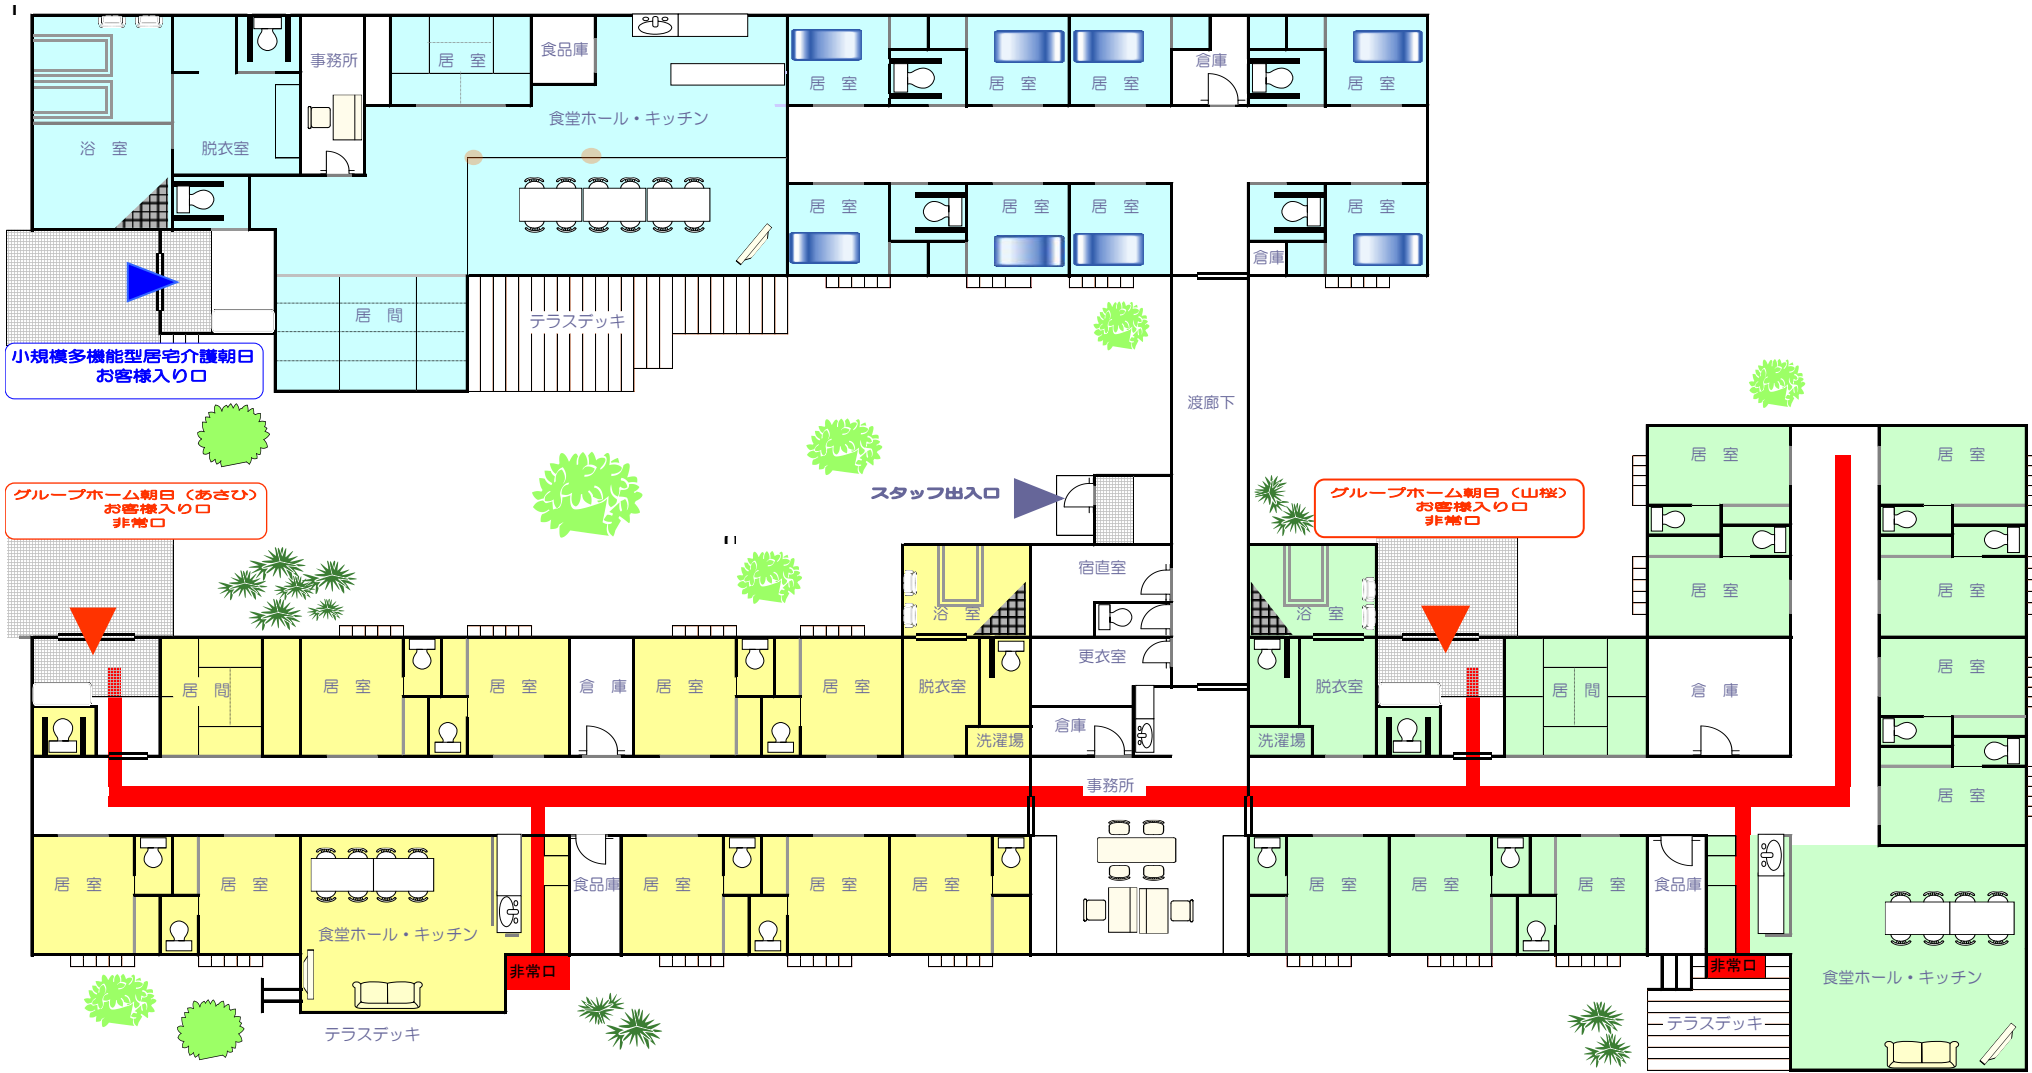 事務所
居　室
食品庫
食堂ホール・キッチン
浴　室
脱衣室
居　室
居　室
居　室
倉庫
居　室
居　室
居　室
居　室
居　室
倉庫
居　間
テラスデッキ
小規模多機能型居宅介護朝日
お客様入り口
渡廊下
グループホーム朝日（あさひ）
お客様入り口
非常口
スタッフ出入口
グループホーム朝日（山桜）
お客様入り口
非常口
居　室
居　室
居　室
居　室
宿直室
浴　室
浴　室
更衣室
居　間
居　室
居　室
倉　庫
居　室
居　室
脱衣室
洗濯場
倉庫
脱衣室
洗濯場
居　間
倉　庫
居　室
居　室
事務所
居　室
居　室
食堂ホール・キッチン
食品庫
居　室
居　室
居　室
居　室
居　室
居　室
食品庫
食堂ホール・キッチン
非常口
非常口
テラスデッキ
テラスデッキ